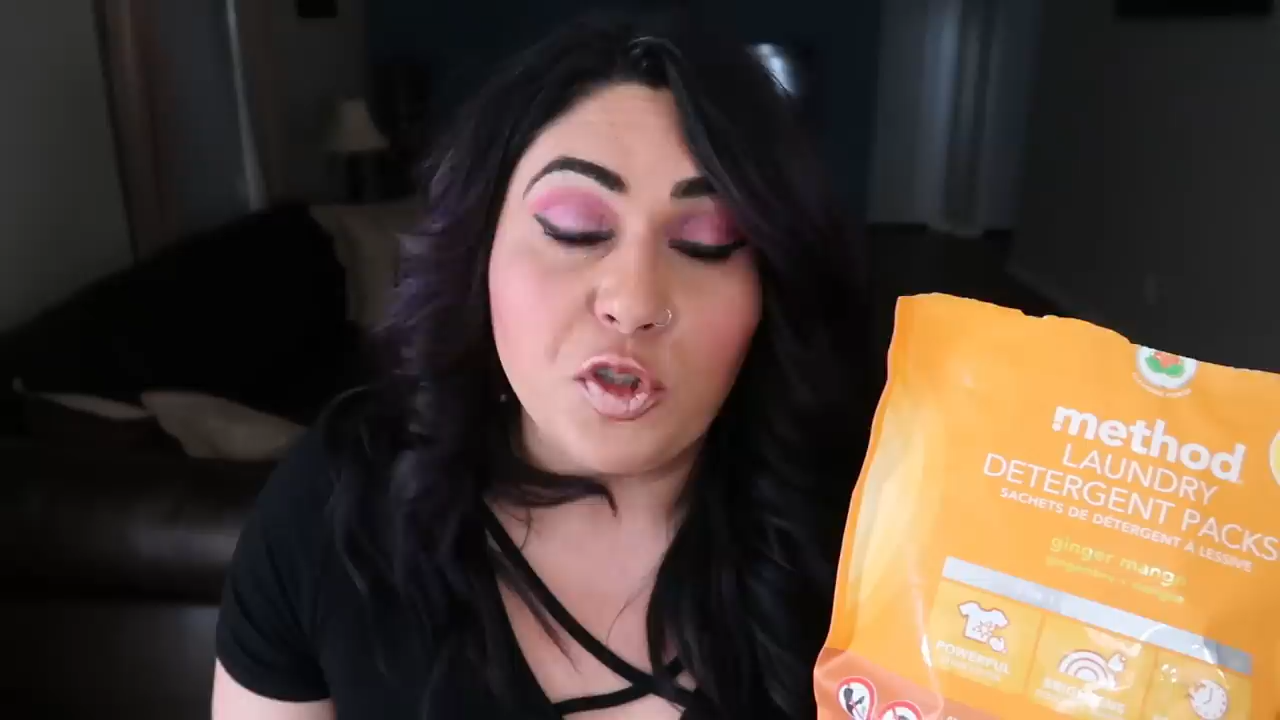 method
LAUNDRY
DETERGENT PACKS
SACHETS DE DÉTERGENT À LESSIVE
ginger mango
POWERFUL